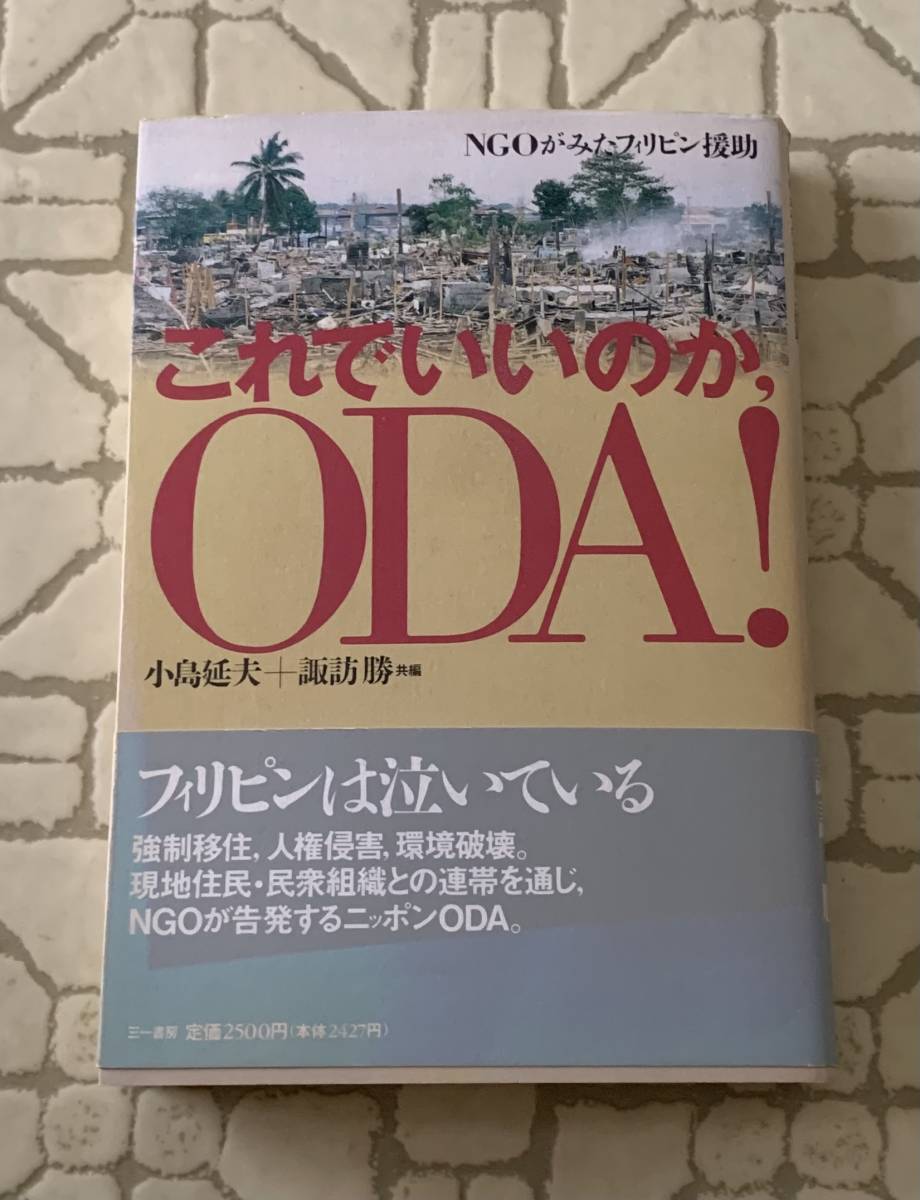 NGOがみたフィリピン援助
これでいいのか,
ODA!
小島延夫＋諏訪勝 共編
フィリピンは泣いている
強制移住,人権侵害,環境破壊。
現地住民・民衆組織との連帯を通じ,
NGOが告発するニッポンODA。
三一書房 定価2500円(本体2427円)